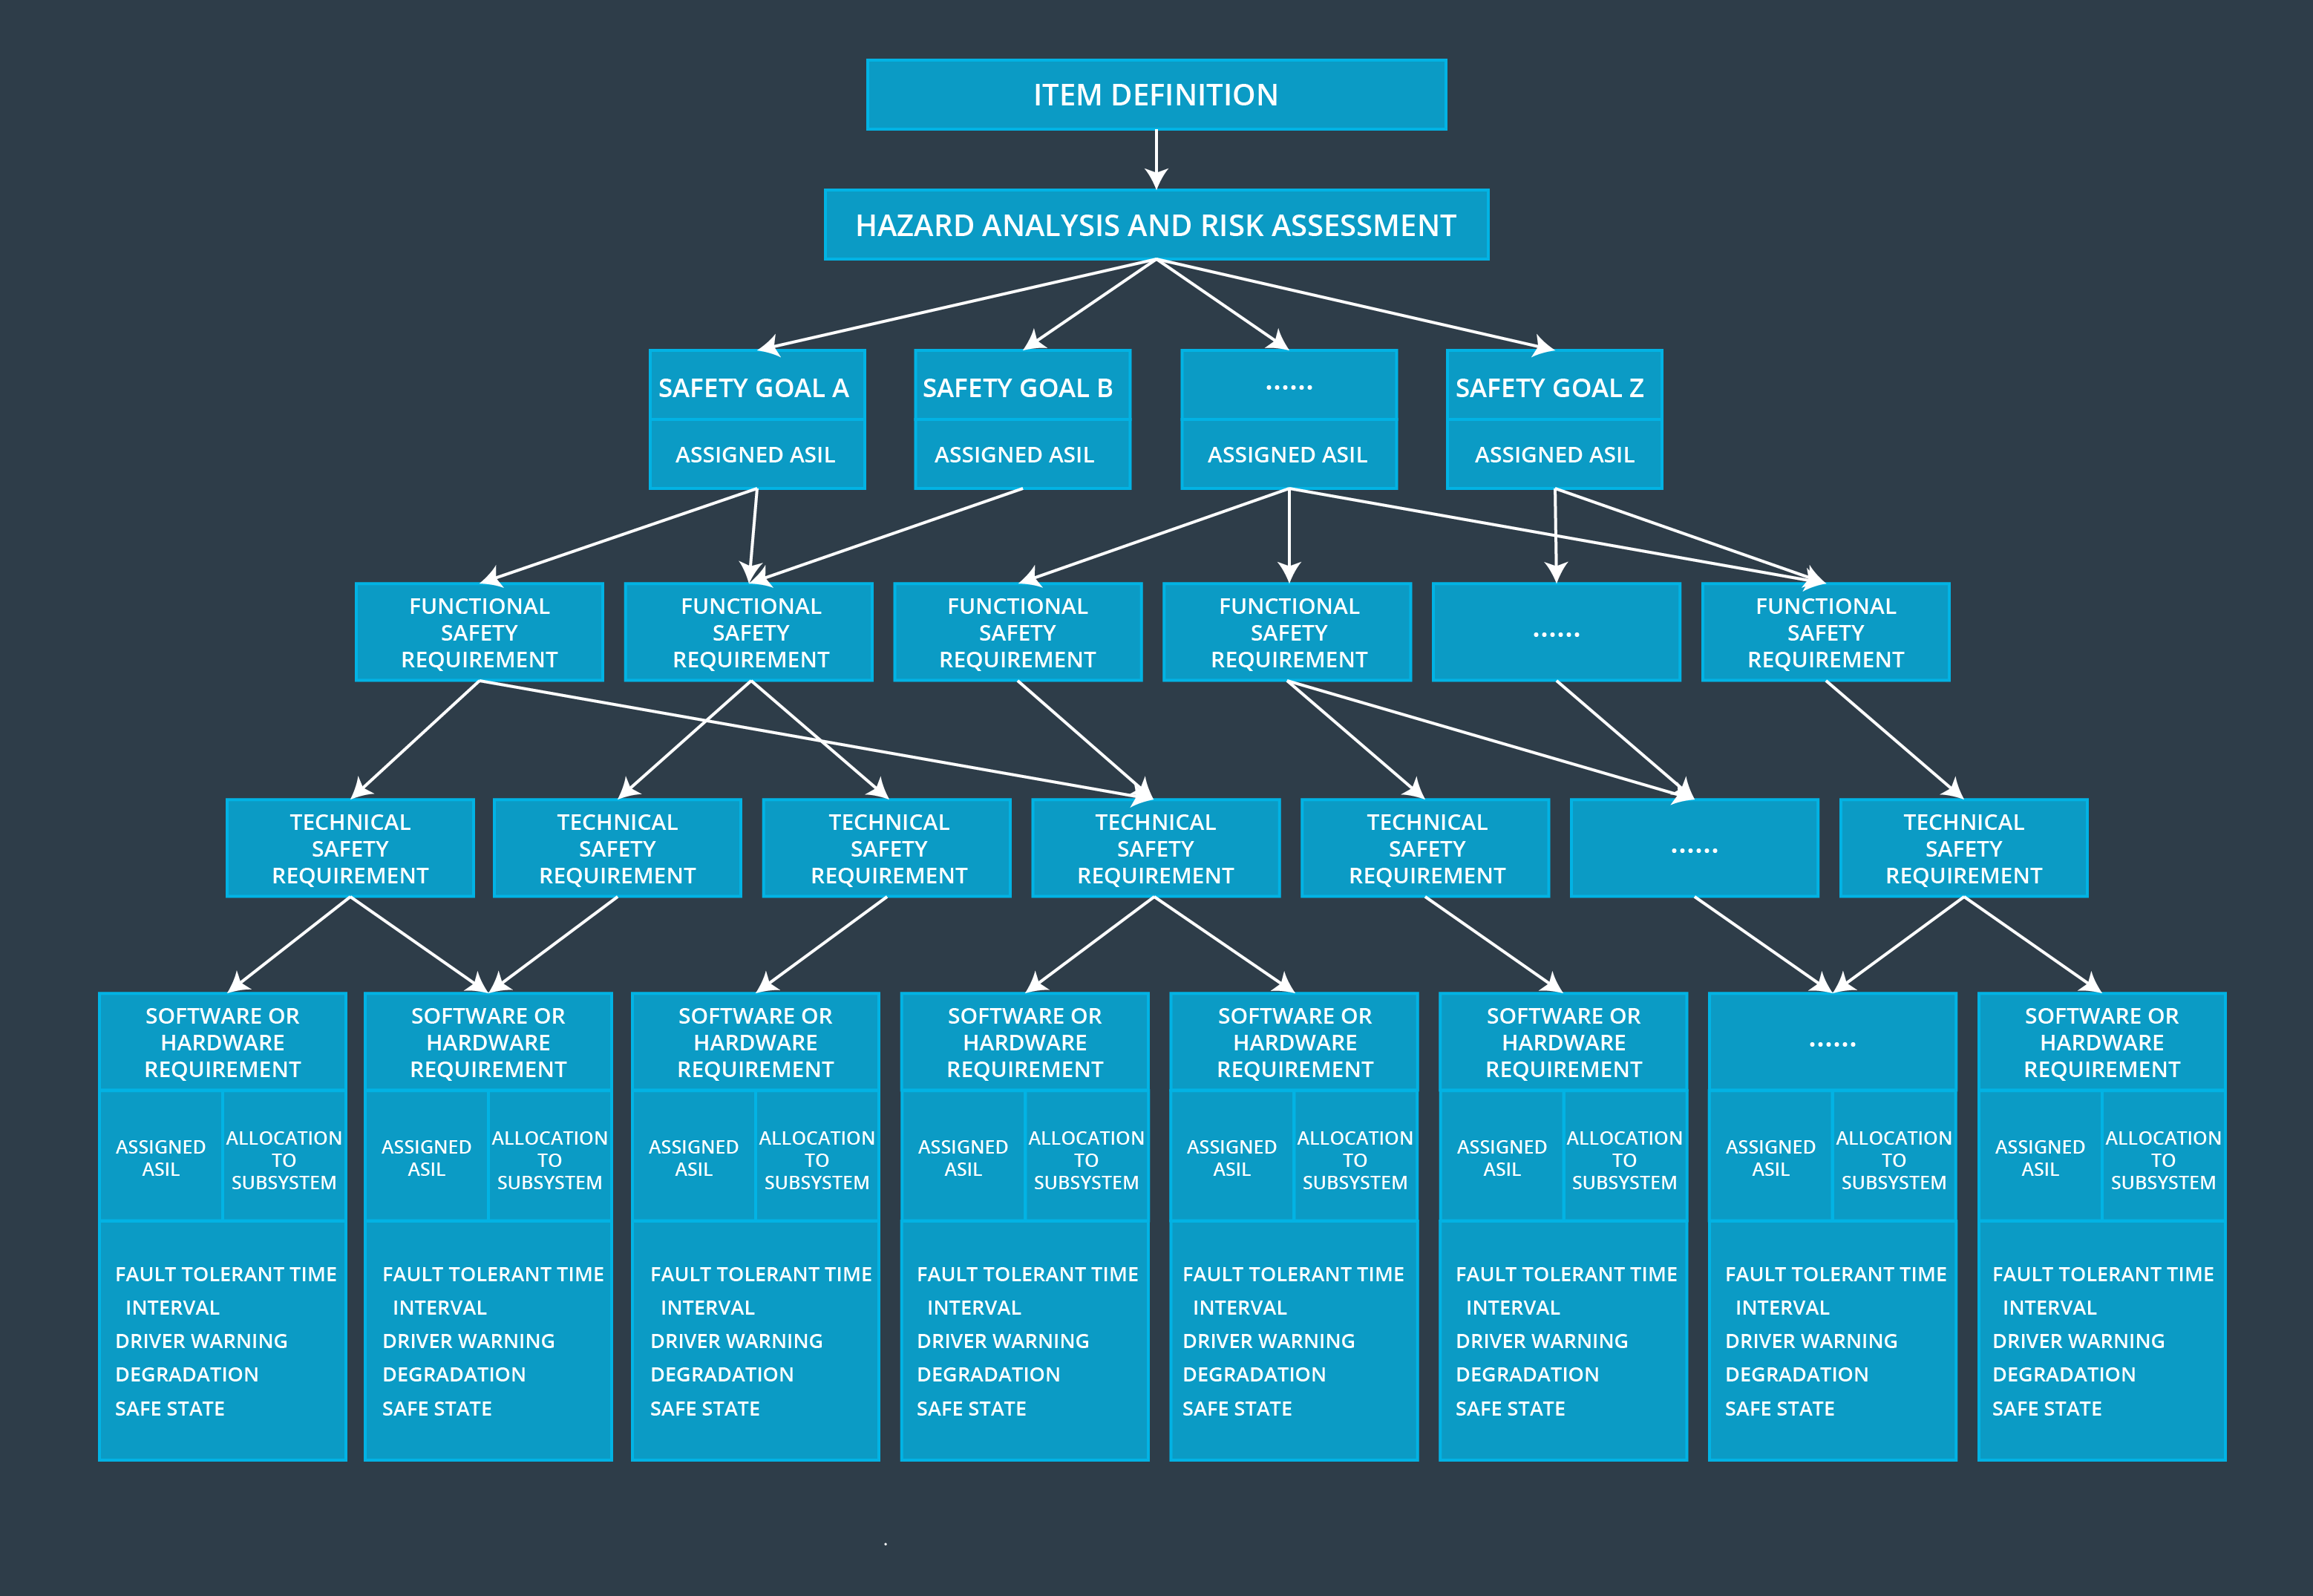 ITEM DEFINITION
HAZARD ANALYSIS AND RISK ASSESSMENT
SAFETY GOAL A
ASSIGNED ASIL
SAFETY GOAL B
ASSIGNED ASIL
......
ASSIGNED ASIL
SAFETY GOAL Z
ASSIGNED ASIL
FUNCTIONAL
SAFETY
REQUIREMENT
FUNCTIONAL
SAFETY
REQUIREMENT
FUNCTIONAL
SAFETY
REQUIREMENT
FUNCTIONAL
SAFETY
REQUIREMENT
......
FUNCTIONAL
SAFETY
REQUIREMENT
TECHNICAL
SAFETY
REQUIREMENT
TECHNICAL
SAFETY
REQUIREMENT
TECHNICAL
SAFETY
REQUIREMENT
TECHNICAL
SAFETY
REQUIREMENT
TECHNICAL
SAFETY
REQUIREMENT
......
TECHNICAL
SAFETY
REQUIREMENT
SOFTWARE OR
HARDWARE
REQUIREMENT
ASSIGNED
ASIL
ALLOCATION
TO
SUBSYSTEM
FAULT TOLERANT TIME
INTERVAL
DRIVER WARNING
DEGRADATION
SAFE STATE
SOFTWARE OR
HARDWARE
REQUIREMENT
ASSIGNED
ASIL
ALLOCATION
TO
SUBSYSTEM
FAULT TOLERANT TIME
INTERVAL
DRIVER WARNING
DEGRADATION
SAFE STATE
SOFTWARE OR
HARDWARE
REQUIREMENT
ASSIGNED
ASIL
ALLOCATION
TO
SUBSYSTEM
FAULT TOLERANT TIME
INTERVAL
DRIVER WARNING
DEGRADATION
SAFE STATE
SOFTWARE OR
HARDWARE
REQUIREMENT
ASSIGNED
ASIL
ALLOCATION
TO
SUBSYSTEM
FAULT TOLERANT TIME
INTERVAL
DRIVER WARNING
DEGRADATION
SAFE STATE
SOFTWARE OR
HARDWARE
REQUIREMENT
ASSIGNED
ASIL
ALLOCATION
TO
SUBSYSTEM
FAULT TOLERANT TIME
INTERVAL
DRIVER WARNING
DEGRADATION
SAFE STATE
SOFTWARE OR
HARDWARE
REQUIREMENT
ASSIGNED
ASIL
ALLOCATION
TO
SUBSYSTEM
FAULT TOLERANT TIME
INTERVAL
DRIVER WARNING
DEGRADATION
SAFE STATE
......
ASSIGNED
ASIL
ALLOCATION
TO
SUBSYSTEM
FAULT TOLERANT TIME
INTERVAL
DRIVER WARNING
DEGRADATION
SAFE STATE
SOFTWARE OR
HARDWARE
REQUIREMENT
ASSIGNED
ASIL
ALLOCATION
TO
SUBSYSTEM
FAULT TOLERANT TIME
INTERVAL
DRIVER WARNING
DEGRADATION
SAFE STATE
.